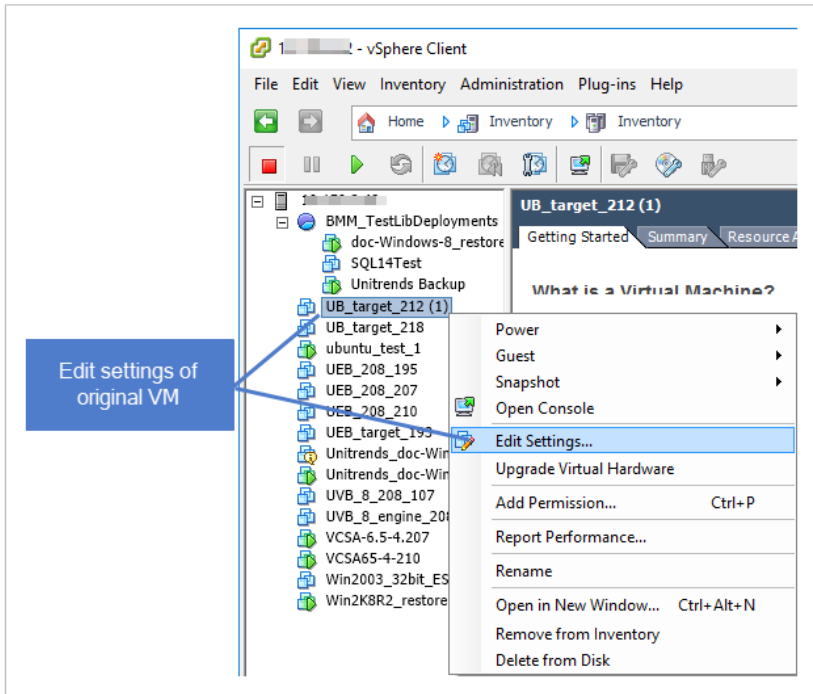 - vSphere Client
File Edit View Inventory Administration Plug-ins Help
Home Inventory Inventory
BMM_TestLibDeployments
doc-Windows-8_restore
SQL14Test
Unitrends Backup
UB_target_212 (1)
UB_target_218
ubuntu_test_1
UEB_208_195
UEB_208_207
UEB_208_210
UEB_target_193
Unitrends_doc-Win
Unitrends_doc-Win
UVB_8_208_107
UVB_8_engine_208
VCSA-6.5-4.207
VCSA65-4-210
Win2003_32bit_ES
Win2K8R2_restore
UB_target_212 (1)
Getting Started Summary Resource A
What is a Virtual Machine?
Power
Guest
Snapshot
Open Console
Edit Settings...
Upgrade Virtual Hardware
Add Permission... Ctrl+P
Report Performance...
Rename
Open in New Window... Ctrl+Alt+N
Remove from Inventory
Delete from Disk
Edit settings of
original VM